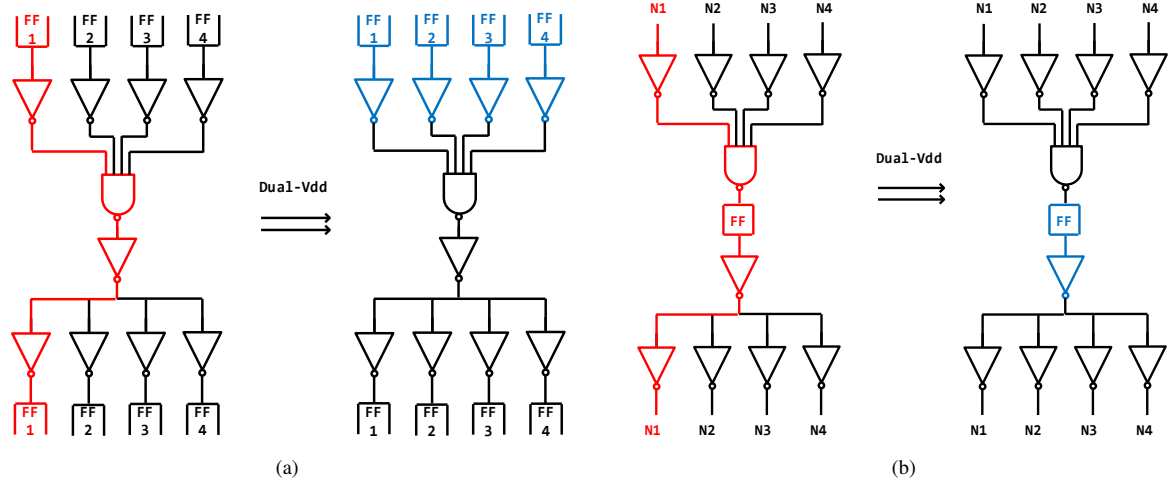 N1 N2 N3 N4 N1 N2 N3 N4
FF FF FF FF FF FF FF FF
1 2 3 4 1 2 3 4
Dual-Vdd
Dual-Vdd
FF FF
FF FF FF FF FF FF FF FF
1 2 3 4 1 2 3 4
N1 N2 N3 N4 N1 N2 N3 N4
(a) (b)